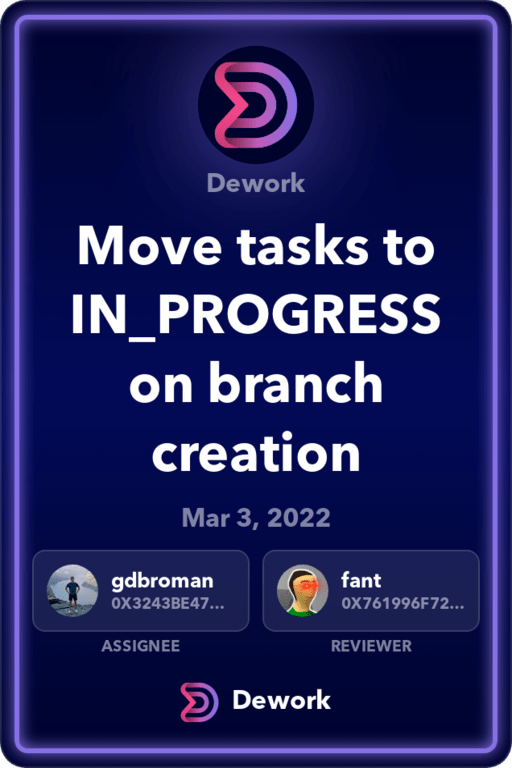 Dework
Move tasks to
IN_PROGRESS
on branch
creation
Mar 3, 2022
gdbroman
0X3243BE47...
fant
0X761996F72...
ASSIGNEE
REVIEWER
Dework